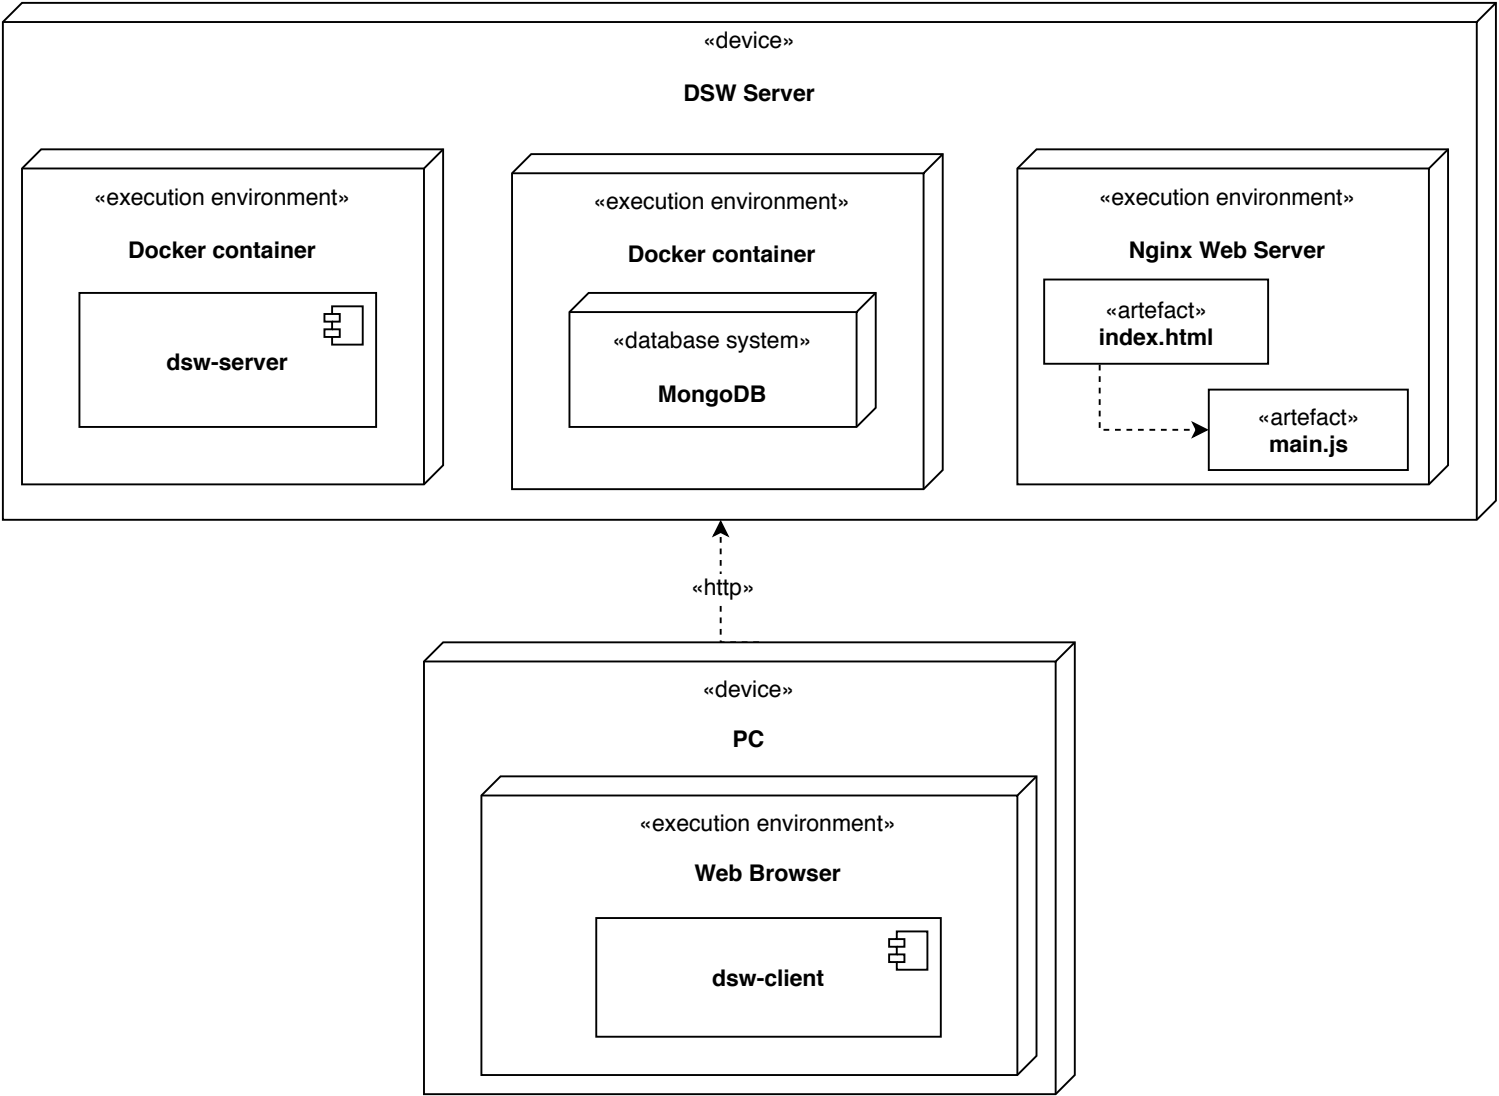 «device»
DSW Server
«execution environment»
Docker container
dsw-server
«execution environment»
Docker container
«database system»
MongoDB
«execution environment»
Nginx Web Server
«artefact»
index.html
«artefact»
main.js
«http»
«device»
PC
«execution environment»
Web Browser
dsw-client